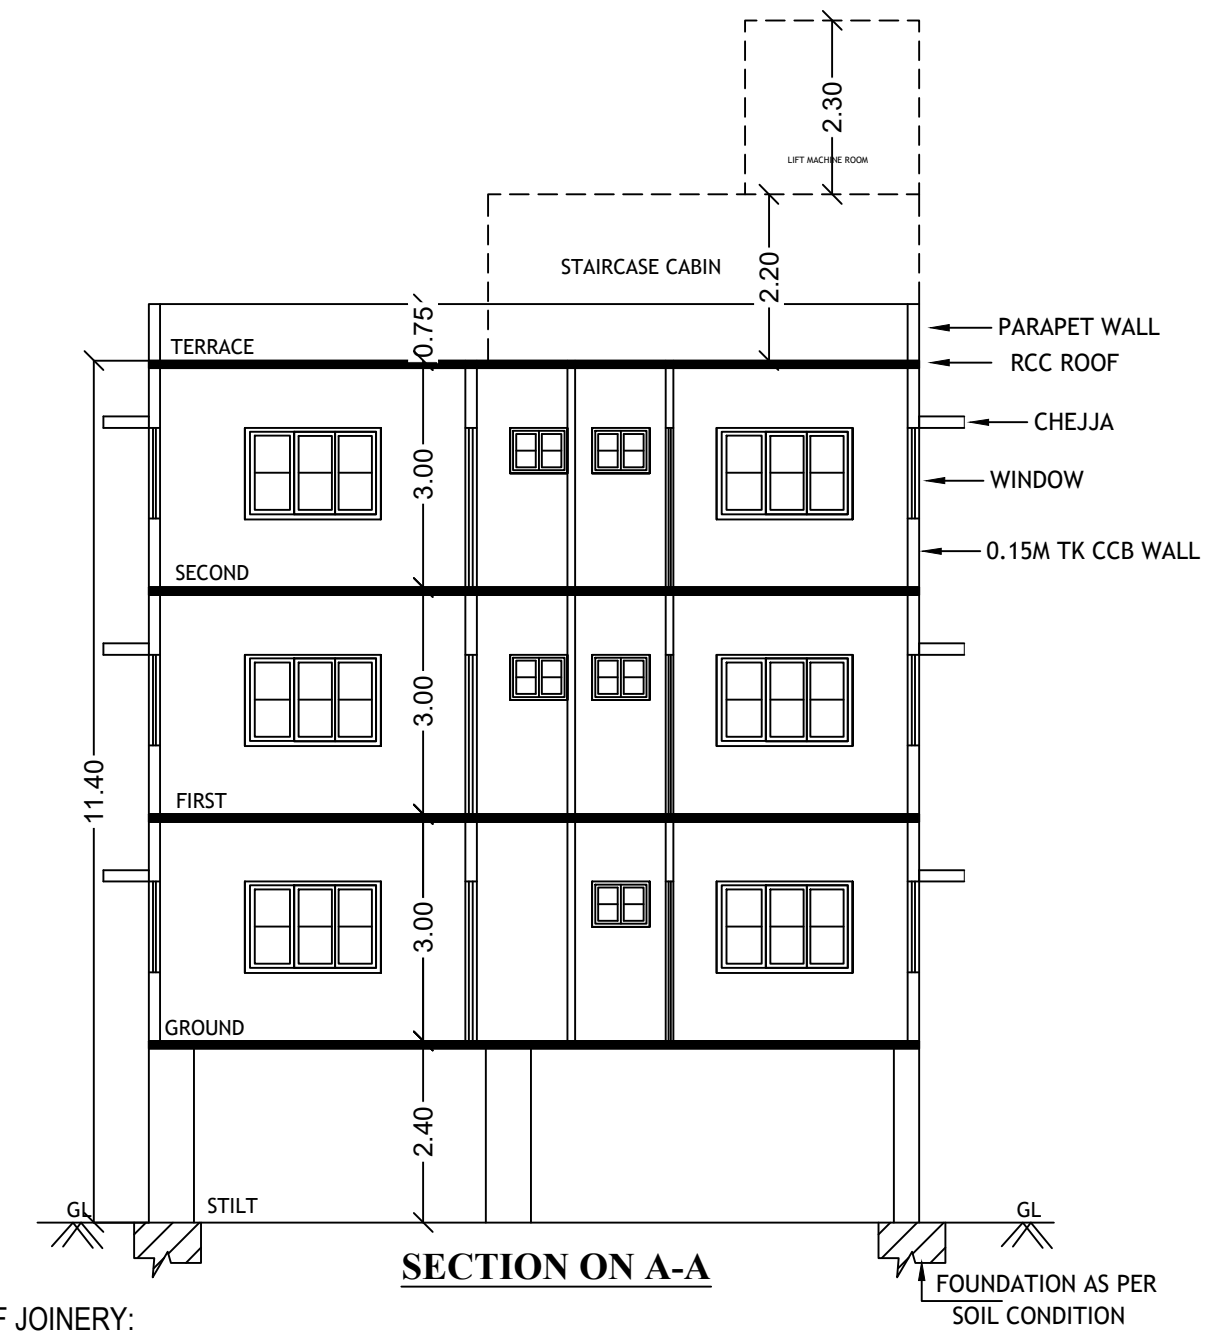 2.30
LIFT MACHINE ROOM
STAIRCASE CABIN
2.20
0.75
PARAPET WALL
TERRACE
RCC ROOF
CHEJJA
3.00
WINDOW
0.15M TK CCB WALL
SECOND
3.00
11.40
FIRST
3.00
GROUND
2.40
STILT
GL
GL
SECTION ON A-A
FOUNDATION AS PER
SOIL CONDITION
F JOINERY: